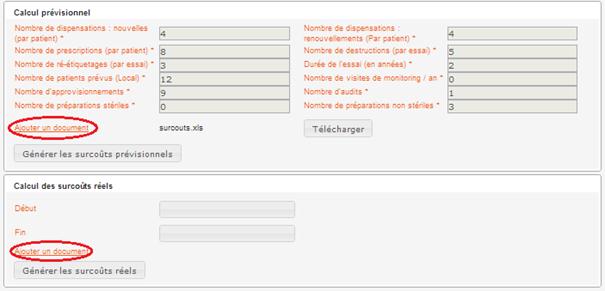 Calcul prévisionnel
Nombre de dispensations : nouvelles (par patient) * 4
Nombre de dispensations : renouvellements (Par patient) * 4
Nombre de prescriptions (par patient) * 8
Nombre de destructions (par essai) * 5
Nombre de ré-étiquetages (par essai) * 3
Durée de l'essai (en années) * 2
Nombre de patients prévus (Local) * 12
Nombre de visites de monitoring / an * 0
Nombre d'approvisionnements * 9
Nombre d'audits * 1
Nombre de préparations stériles * 0
Nombre de préparations non stériles * 3
Ajouter un document surcouts.xls Télécharger
Générer les surcoûts prévisionnels
Calcul des surcoûts réels
Début
Fin
Ajouter un document
Générer les surcoûts réels